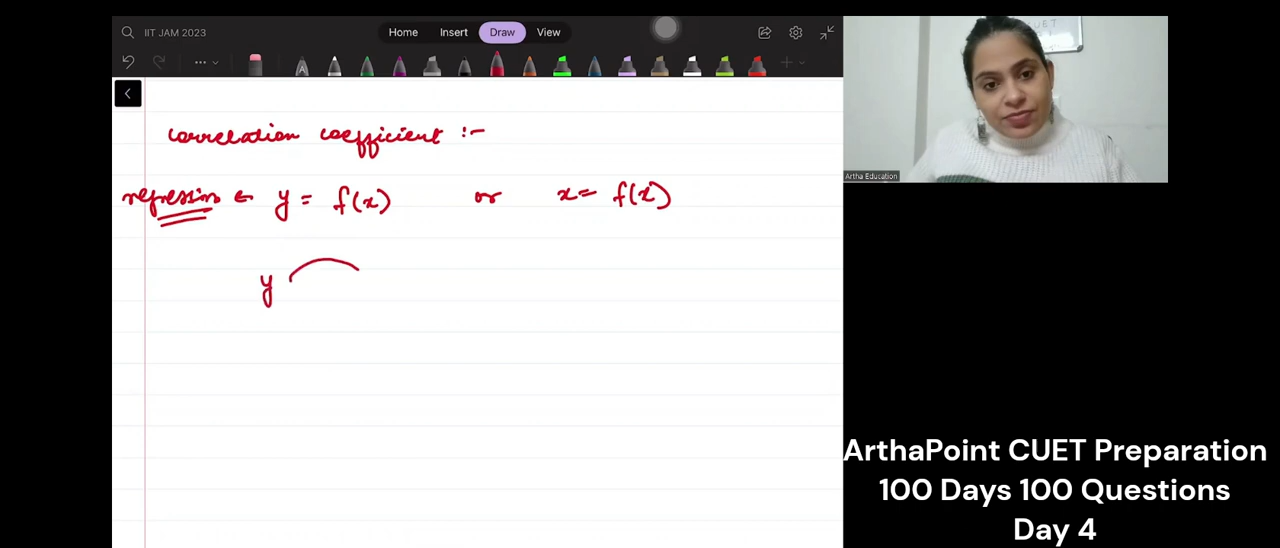 IIT JAM 2023
Home Insert Draw View
correlation coefficient :-
regression ← y = f(x) or x = f(x)
y
Artha Education
ArthaPoint CUET Preparation
100 Days 100 Questions
Day 4